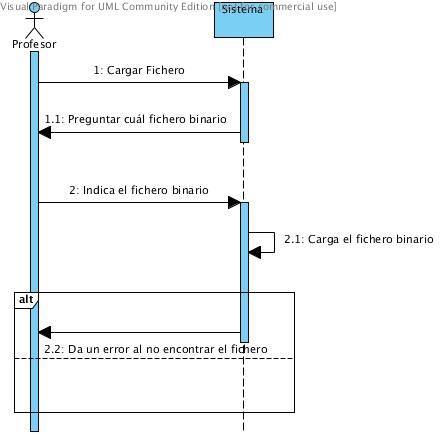 Visual Paradigm for UML Community Edition [not for commercial use]
Sistema
Profesor
1: Cargar Fichero
1.1: Preguntar cuál fichero binario
2: Indica el fichero binario
2.1: Carga el fichero binario
alt
2.2: Da un error al no encontrar el fichero